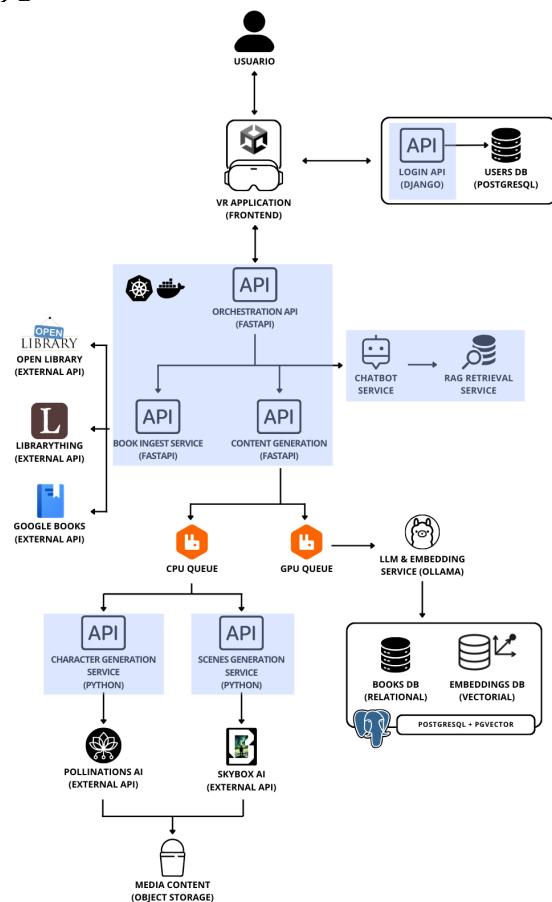 USUARIO
VR APPLICATION
(FRONTEND)
API
LOGIN API
(DJANGO)
USERS DB
(POSTGRESQL)
API
ORCHESTRATION API
(FASTAPI)
OPEN
LIBRARY
OPEN LIBRARY
(EXTERNAL API)
L
LIBRARYTHING
(EXTERNAL API)
GOOGLE BOOKS
(EXTERNAL API)
API
BOOK INGEST SERVICE
(FASTAPI)
API
CONTENT GENERATION
(FASTAPI)
CHATBOT
SERVICE
RAG RETRIEVAL
SERVICE
CPU QUEUE
GPU QUEUE
LLM & EMBEDDING
SERVICE (OLLAMA)
API
CHARACTER GENERATION
SERVICE
(PYTHON)
API
SCENES GENERATION
SERVICE
(PYTHON)
BOOKS DB
(RELATIONAL)
EMBEDDINGS DB
(VECTORIAL)
POSTGRESQL + PGVECTOR
POLLINATIONS AI
(EXTERNAL API)
B
SKYBOX AI
(EXTERNAL API)
MEDIA CONTENT
(OBJECT STORAGE)